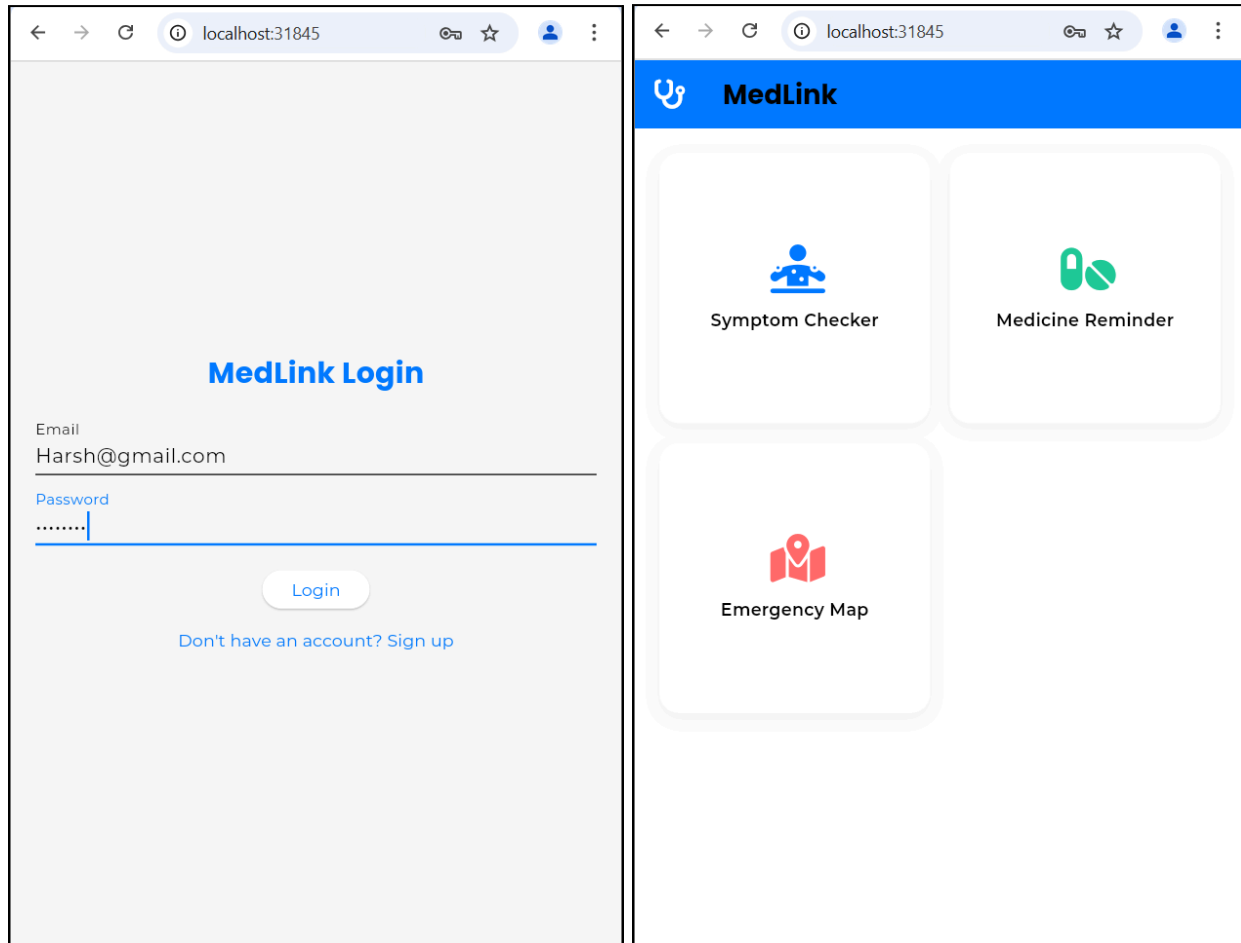 localhost:31845
MedLink Login
Email
Harsh@gmail.com
Password
........
Login
Don't have an account? Sign up
localhost:31845
MedLink
Symptom Checker
Medicine Reminder
Emergency Map